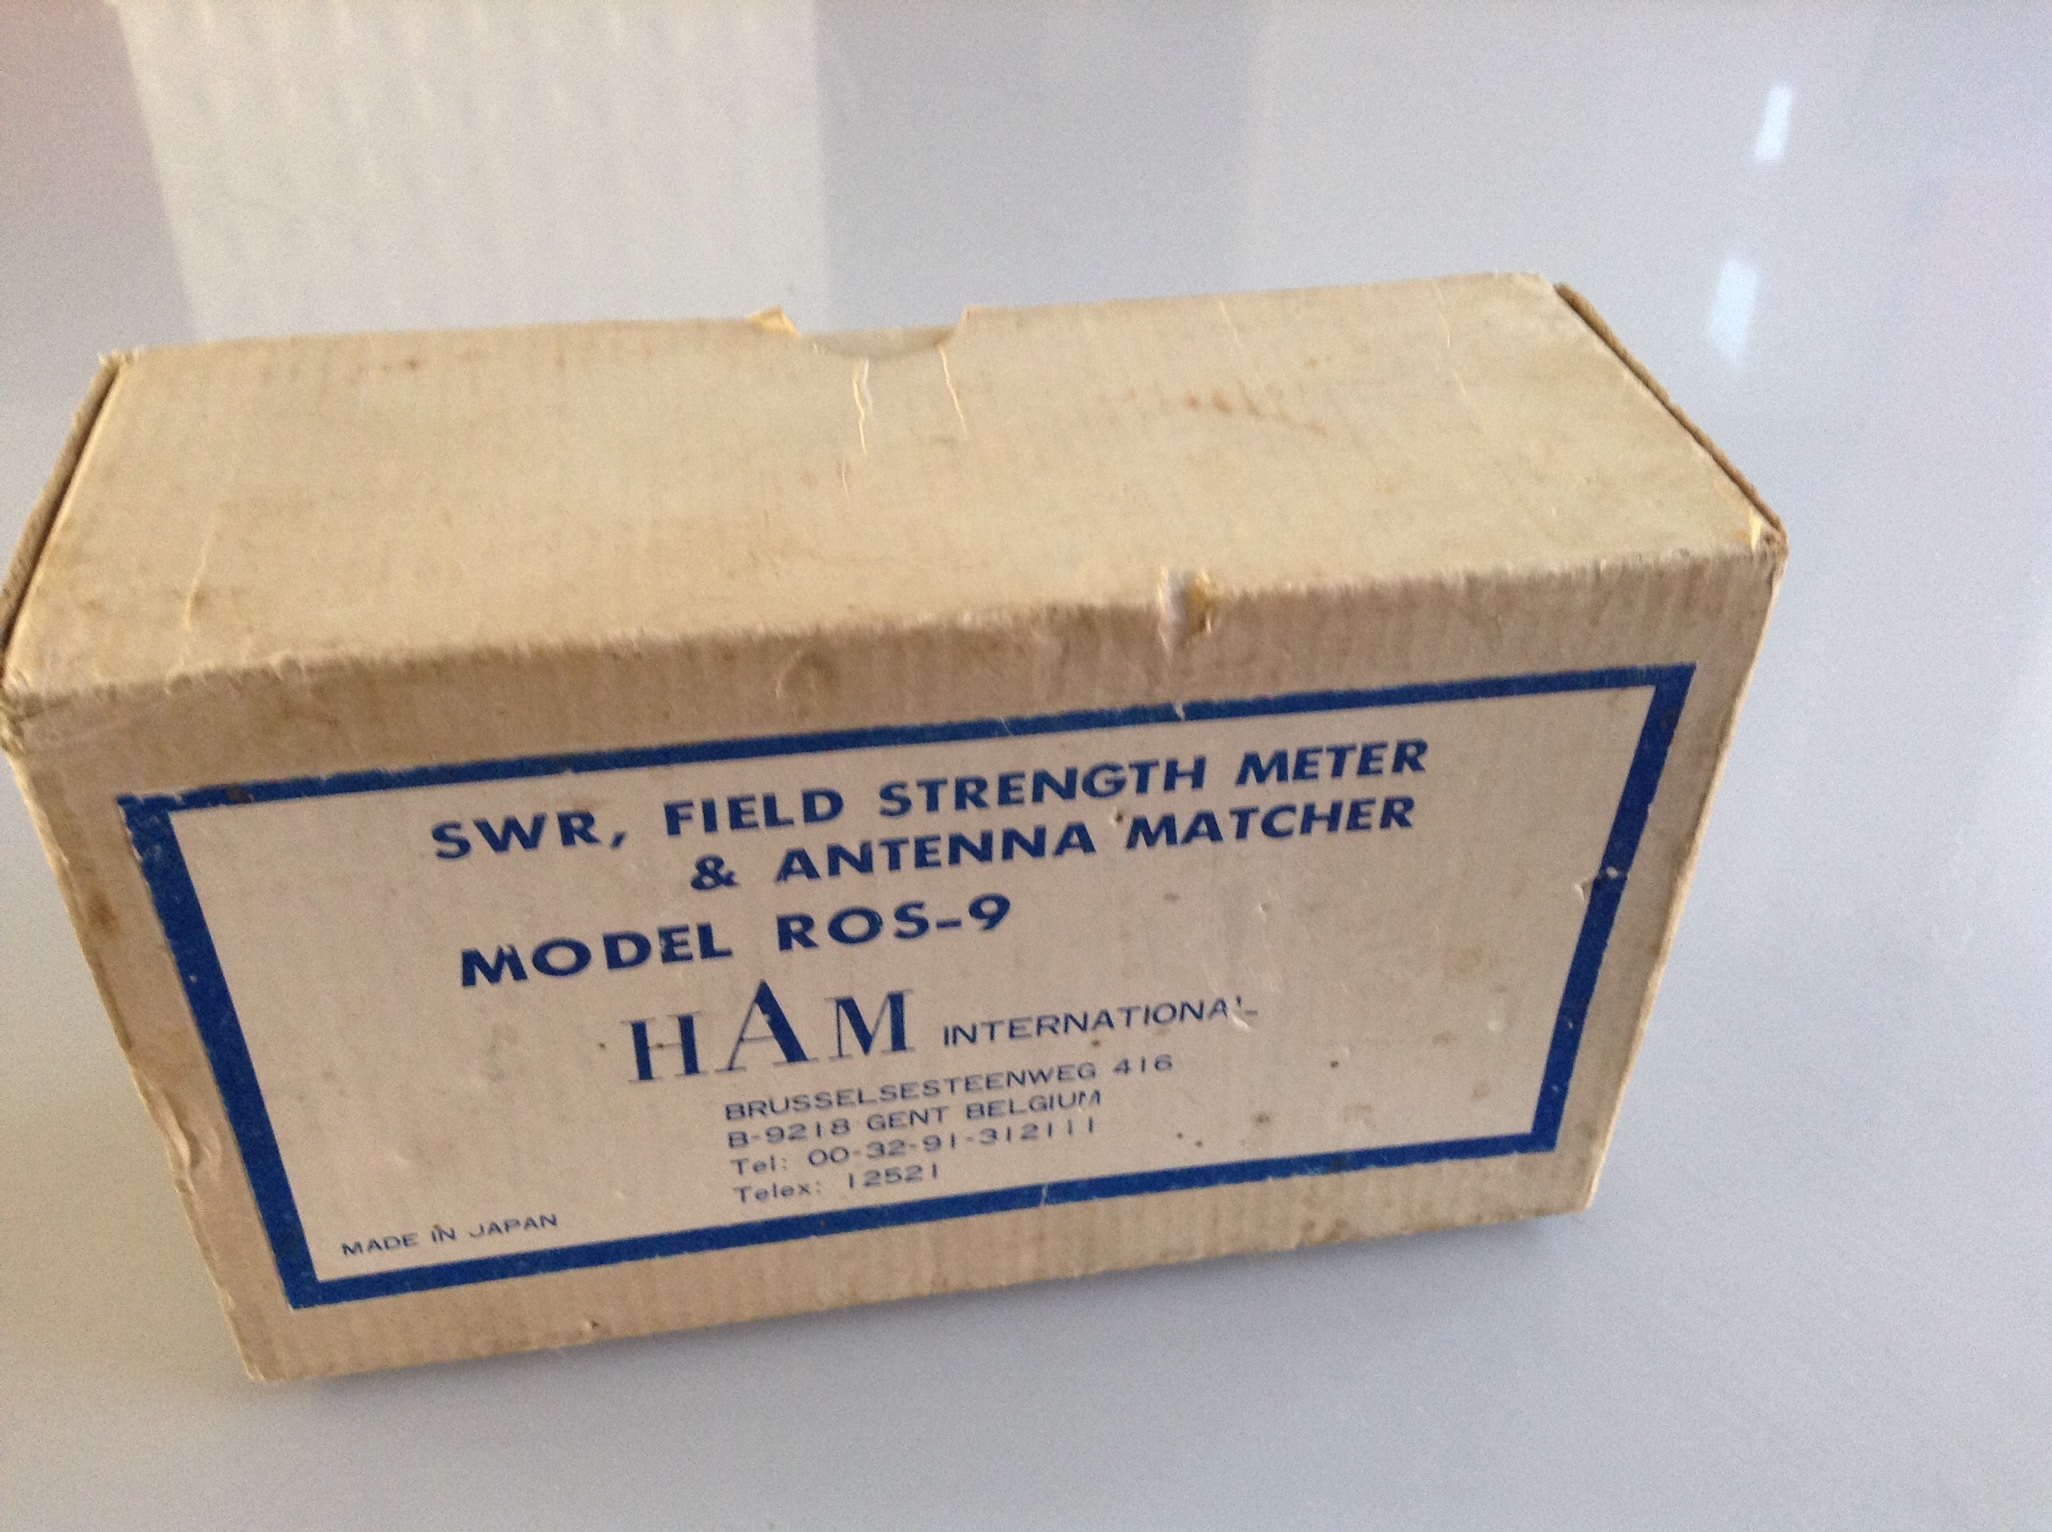 SWR, FIELD STRENGTH METER
& ANTENNA MATCHER
MODEL ROS-9
HAM INTERNATIONAL
BRUSSELSESTEENWEG 416
B-9218 GENT BELGIUM
Tel: 00-32-91-312111
Telex: 12521
MADE IN JAPAN